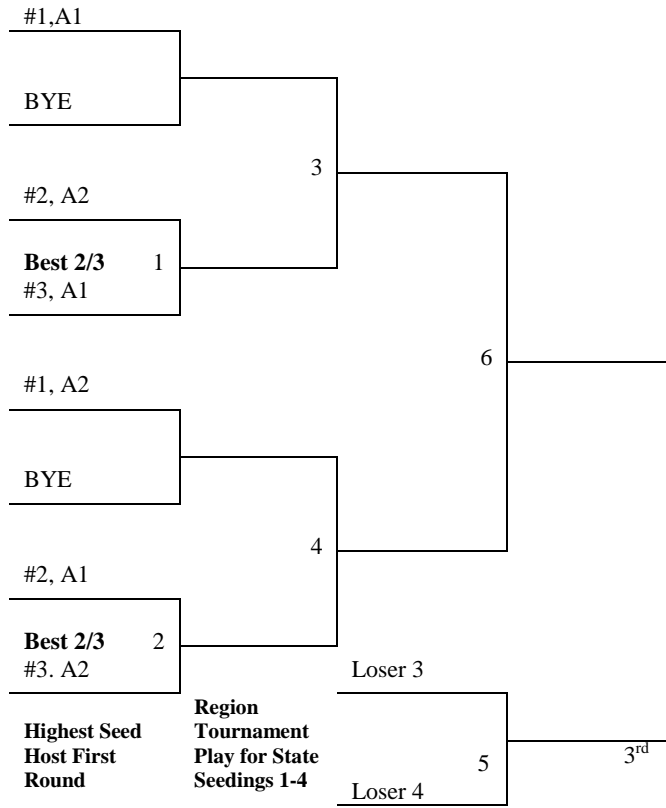 #1,A1
BYE
3
#2, A2
Best 2/3 1
#3, A1
6
#1, A2
BYE
4
#2, A1
Best 2/3 2
#3. A2
Loser 3
Highest Seed
Host First
Round
Region
Tournament
Play for State
Seedings 1-4
5
3rd
Loser 4